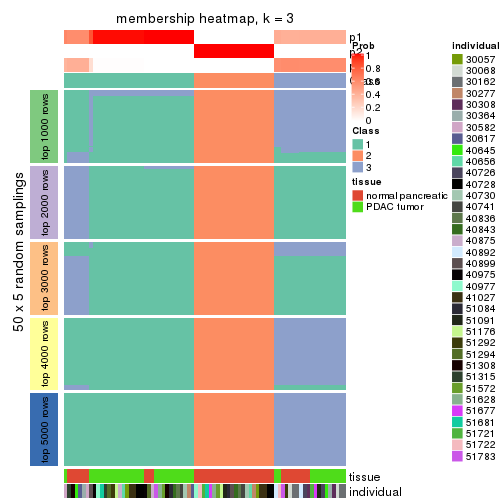 membership heatmap, k = 3
50 x 5 random samplings
top 1000 rows
top 2000 rows
top 3000 rows
top 4000 rows
top 5000 rows
p1
tissue
individual
Prob
1
0.8
0.6
0.4
0.2
0
Class
1
2
3
tissue
normal pancreatic
PDAC tumor
individual
30057
30068
30162
30277
30308
30364
30582
30617
40645
40656
40726
40728
40730
40741
40836
40843
40875
40892
40899
40975
40977
41027
51084
51091
51176
51292
51294
51308
51315
51572
51628
51677
51681
51721
51722
51783